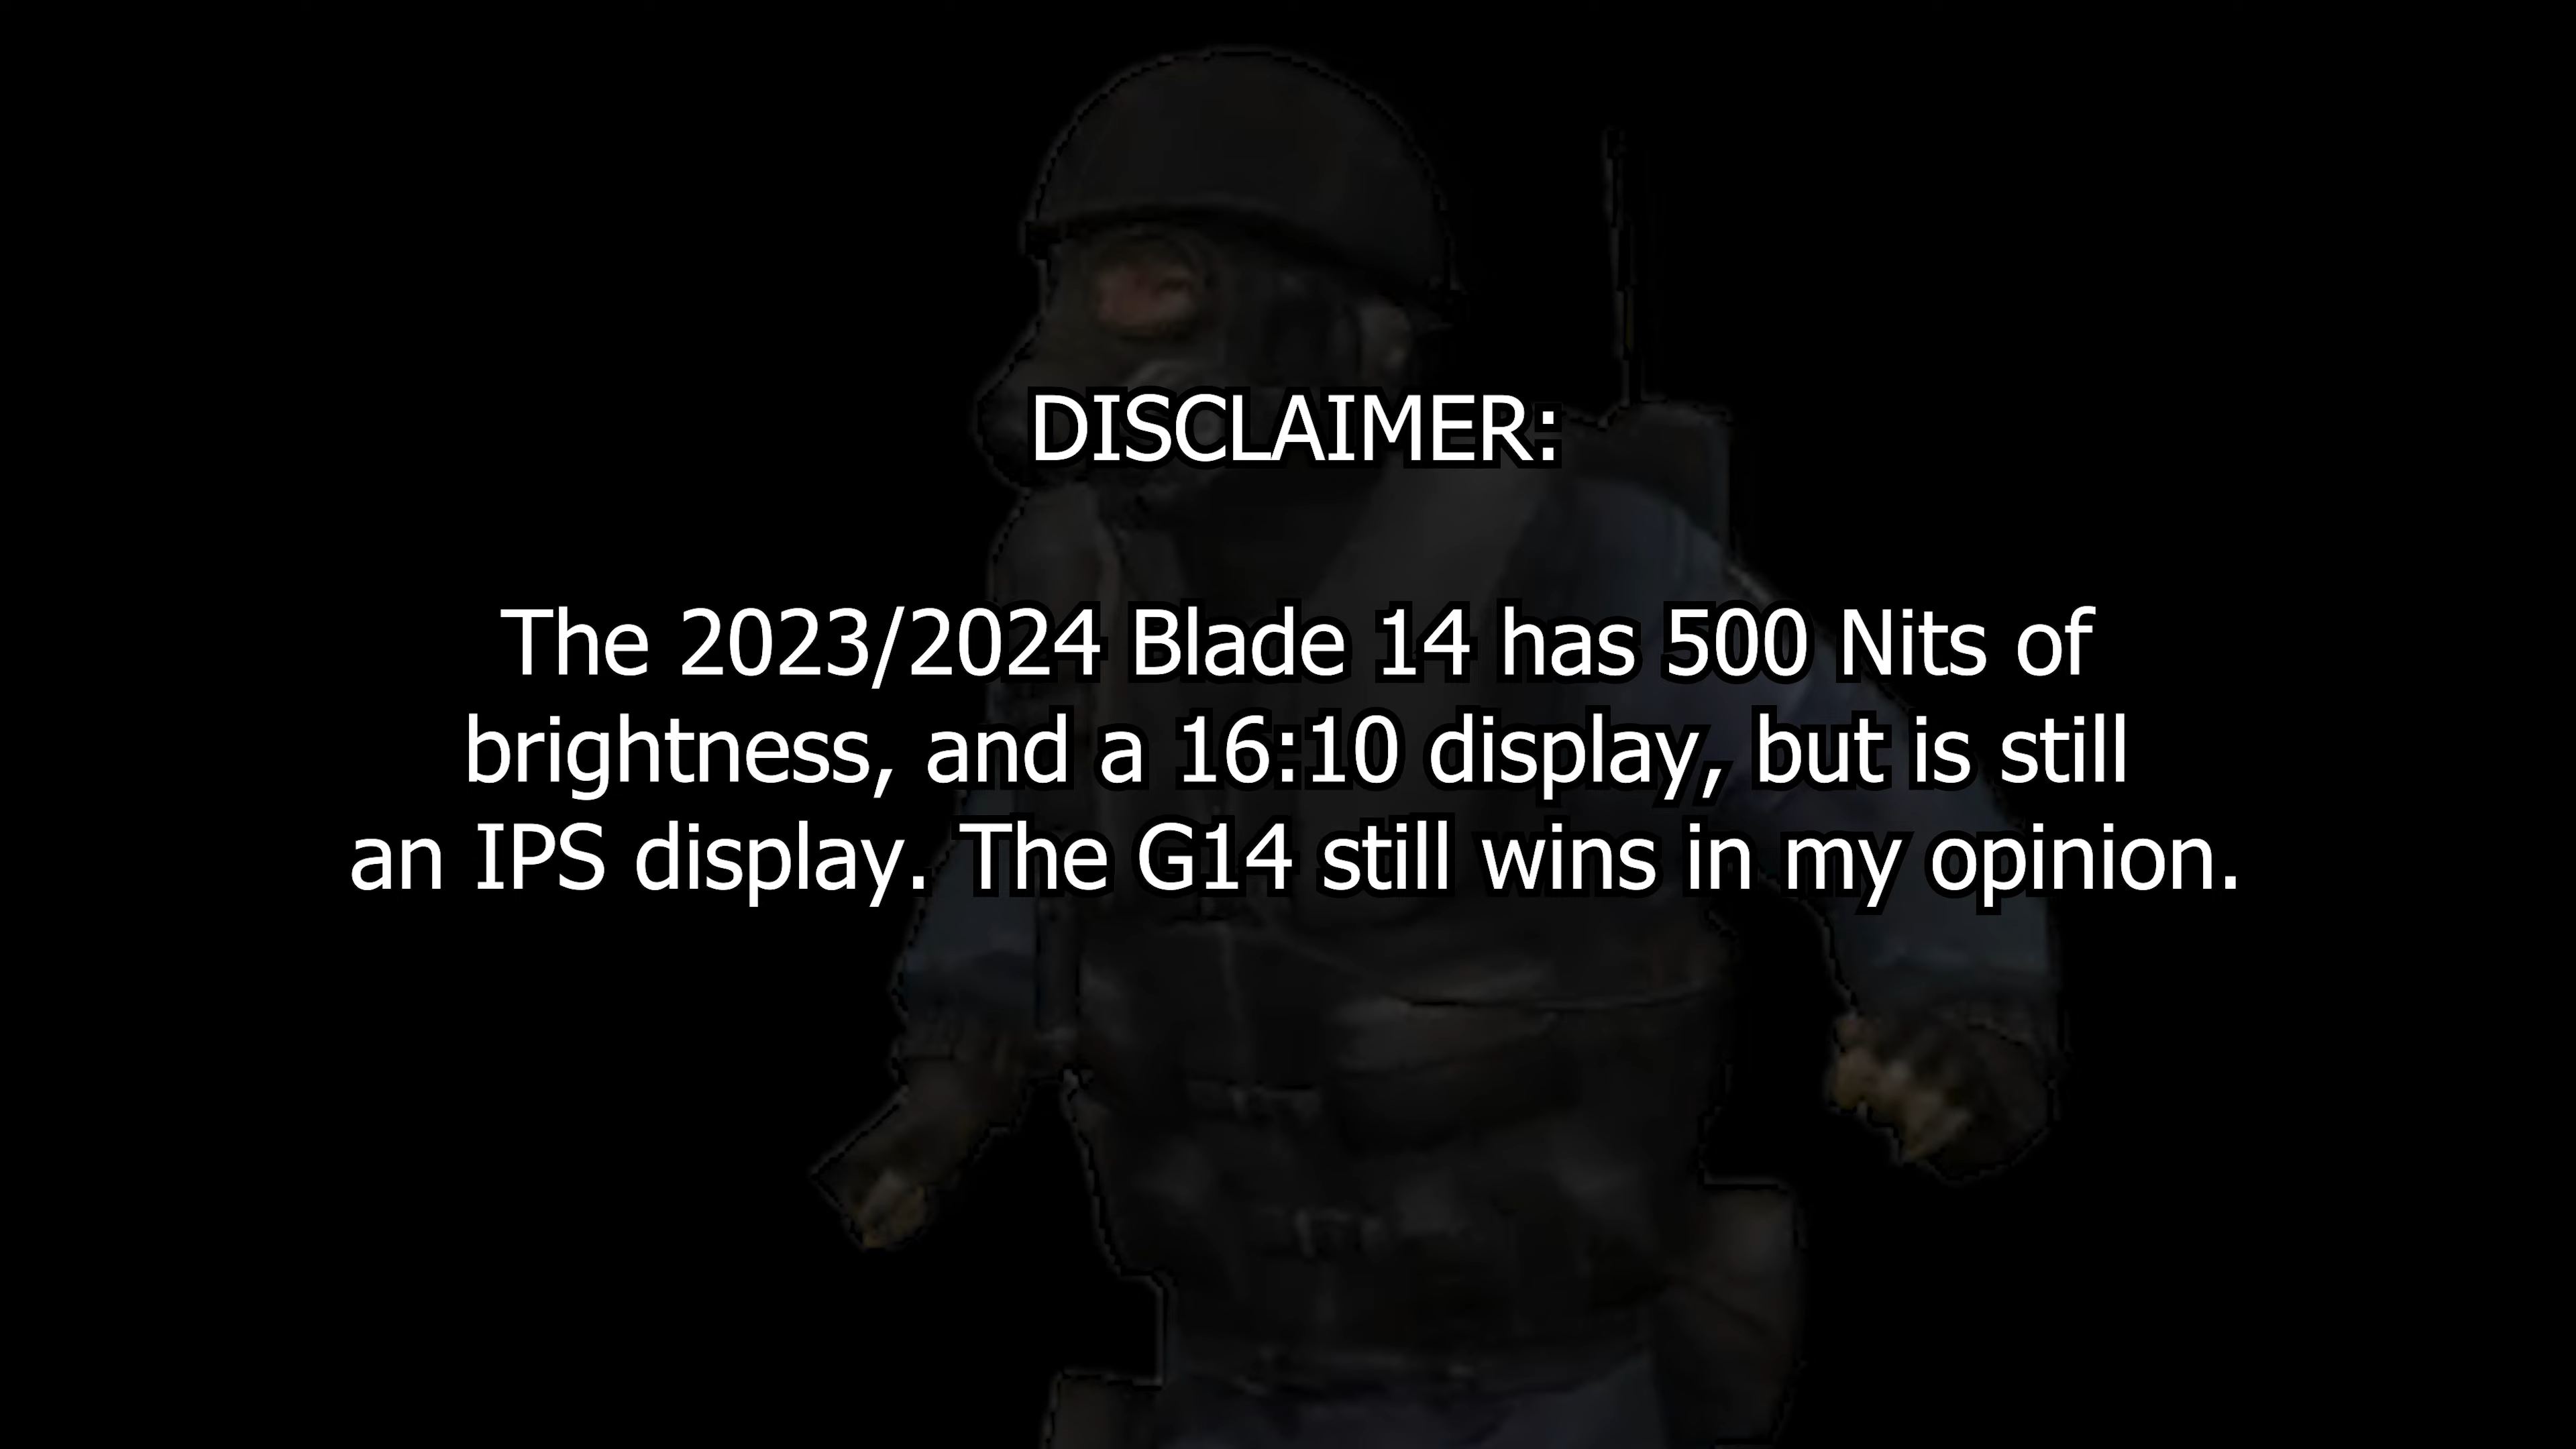 DISCLAIMER:
The 2023/2024 Blade 14 has 500 Nits of
brightness, and a 16:10 display, but is still
an IPS display. The G14 still wins in my opinion.